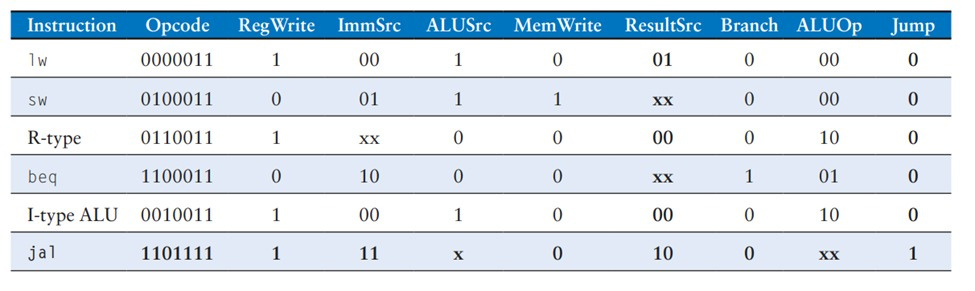 Instruction Opcode RegWrite ImmSrc ALUSrc MemWrite ResultSrc Branch ALUOp Jump
lw 0000011 1 00 1 0 01 0 00 0
sw 0100011 0 01 1 1 xx 0 00 0
R-type 0110011 1 xx 0 0 00 0 10 0
beq 1100011 0 10 0 0 xx 1 01 0
I-type ALU 0010011 1 00 1 0 00 0 10 0
jal 1101111 1 11 x 0 10 0 xx 1